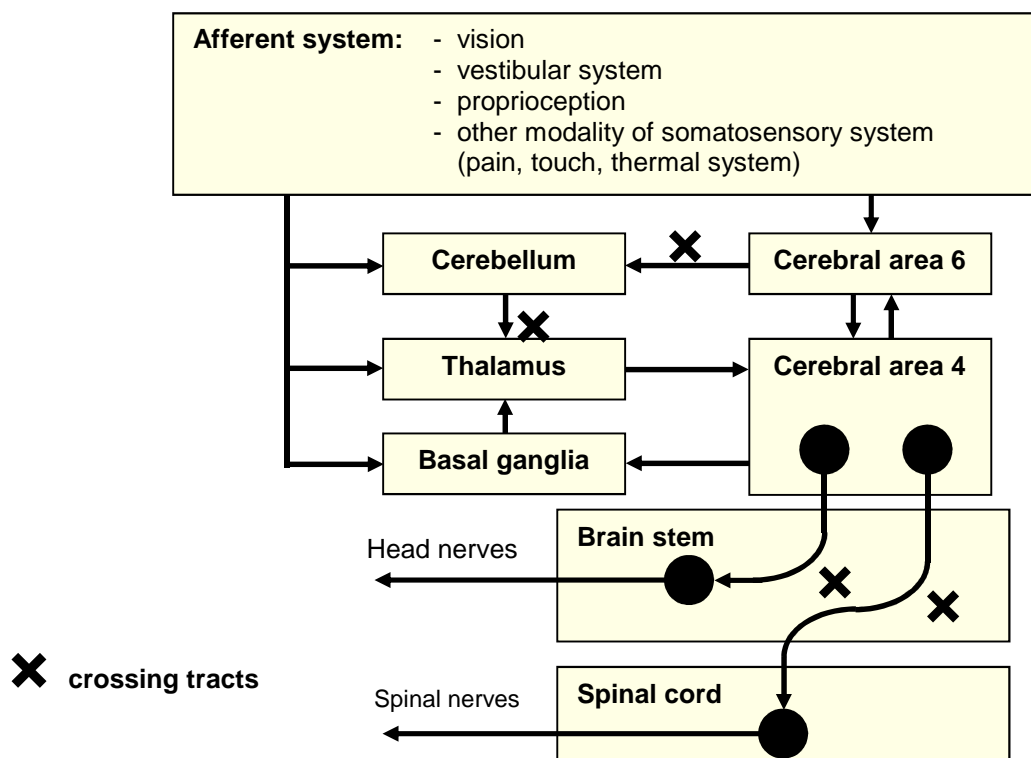 Afferent system: - vision
- vestibular system
- proprioception
- other modality of somatosensory system
(pain, touch, thermal system)
Cerebellum
Cerebral area 6
Thalamus
Cerebral area 4
Basal ganglia
Brain stem
Head nerves
crossing tracts
Spinal cord
Spinal nerves